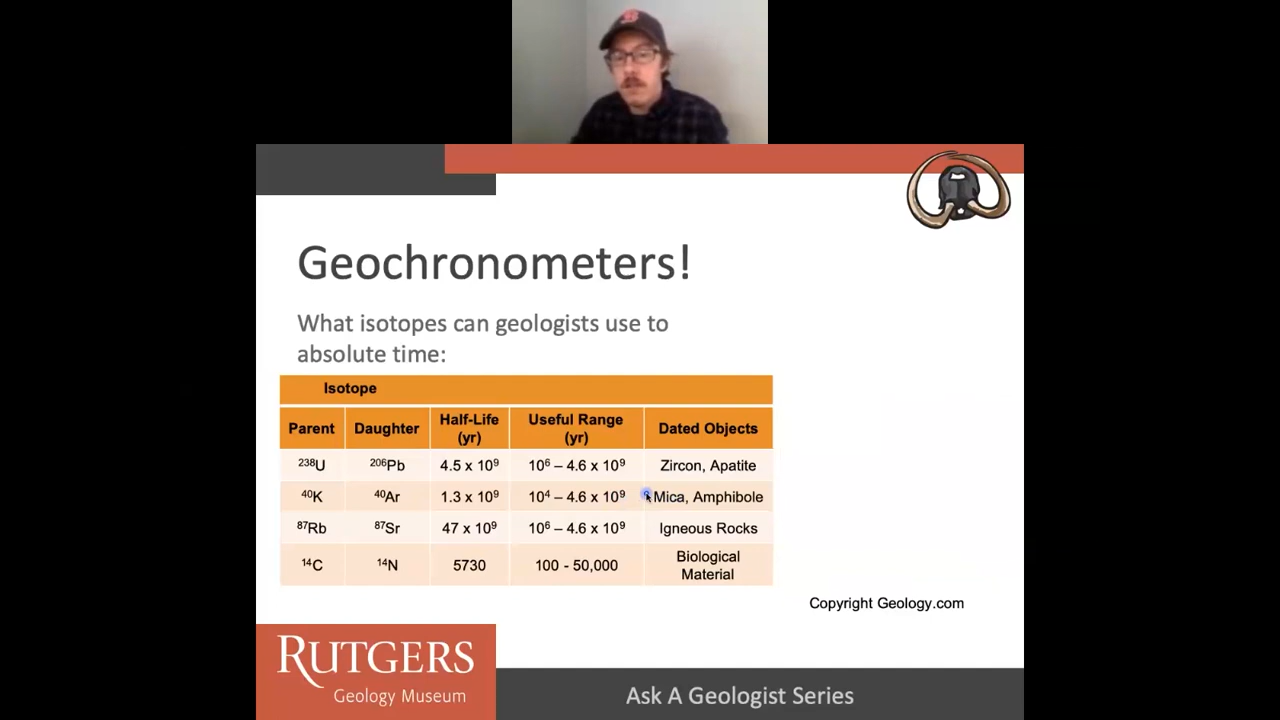 Geochronometers!
What isotopes can geologists use to
absolute time:
Isotope
Parent Daughter Half-Life (yr) Useful Range (yr) Dated Objects
²³⁸U ²⁰⁶Pb 4.5 x 10⁹ 10⁶ – 4.6 x 10⁹ Zircon, Apatite
⁴⁰K ⁴⁰Ar 1.3 x 10⁹ 10⁴ – 4.6 x 10⁹ Mica, Amphibole
⁸⁷Rb ⁸⁷Sr 47 x 10⁹ 10⁶ – 4.6 x 10⁹ Igneous Rocks
¹⁴C ¹⁴N 5730 100 - 50,000 Biological Material
Copyright Geology.com
RUTGERS
Geology Museum
Ask A Geologist Series